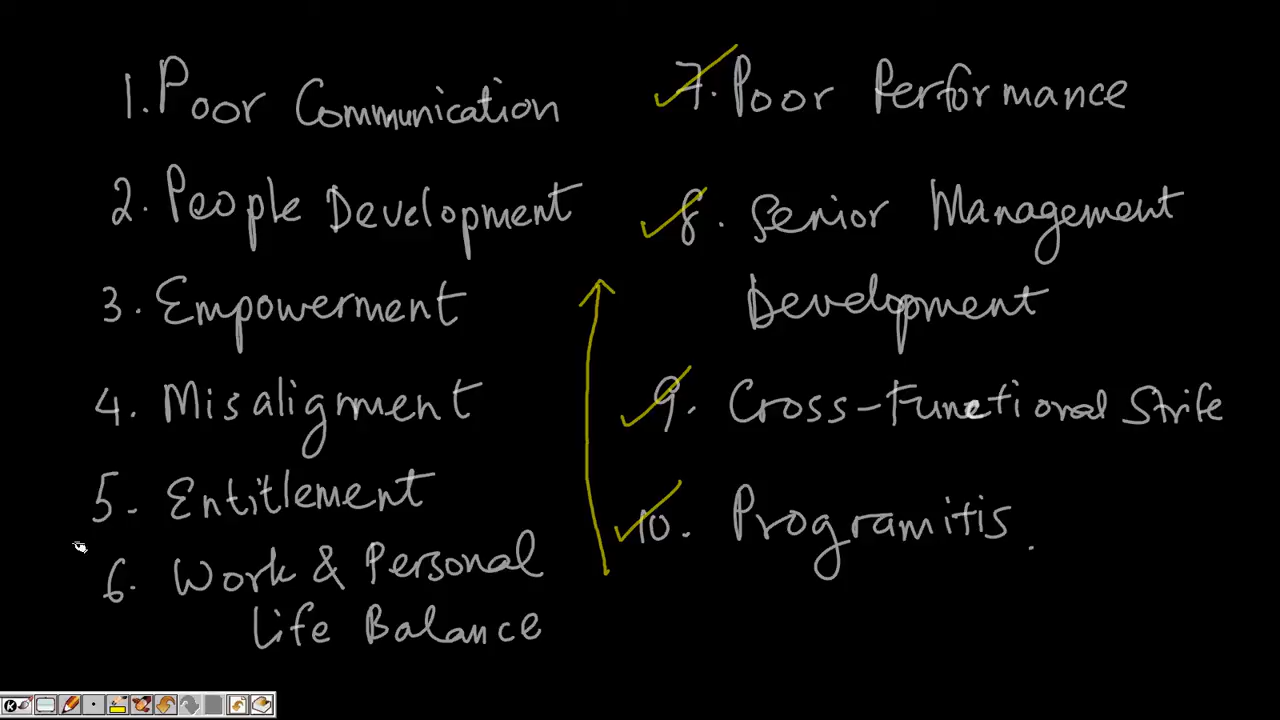 1. Poor Communication
2. People Development
3. Empowerment
4. Misalignment
5. Entitlement
6. Work & Personal
Life Balance
7. Poor Performance
8. Senior Management
Development
9. Cross-Functional Strife
10. Programitis.